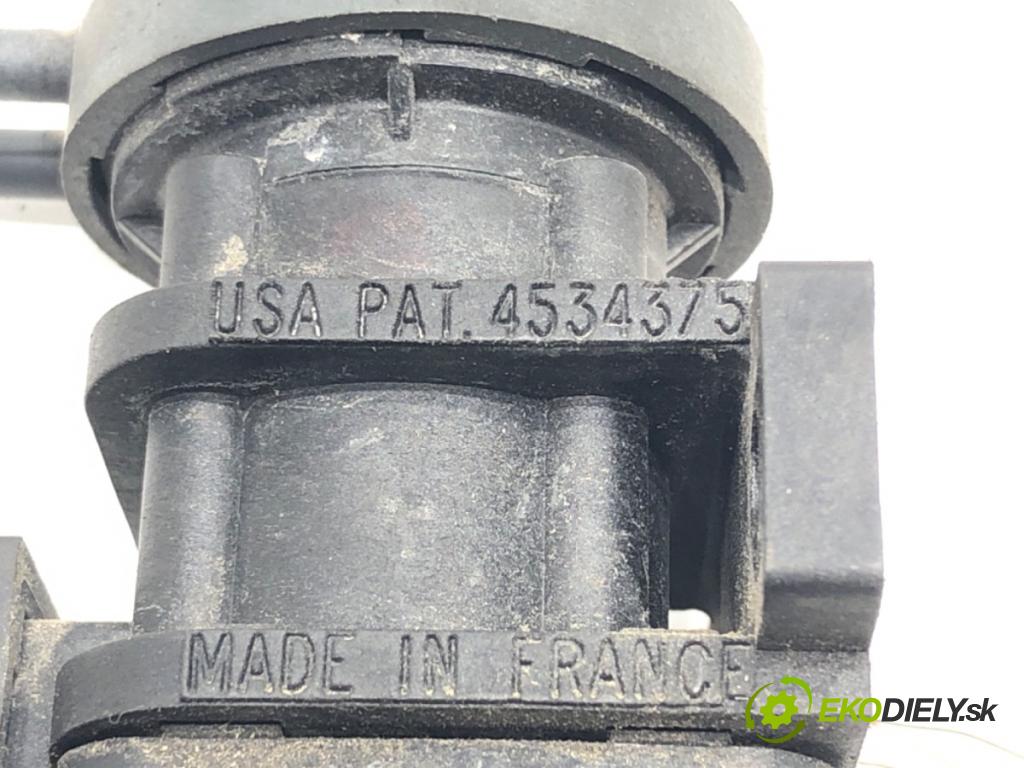 USA PAT. 4534375
MADE IN FRANCE
EKODIELY.sk